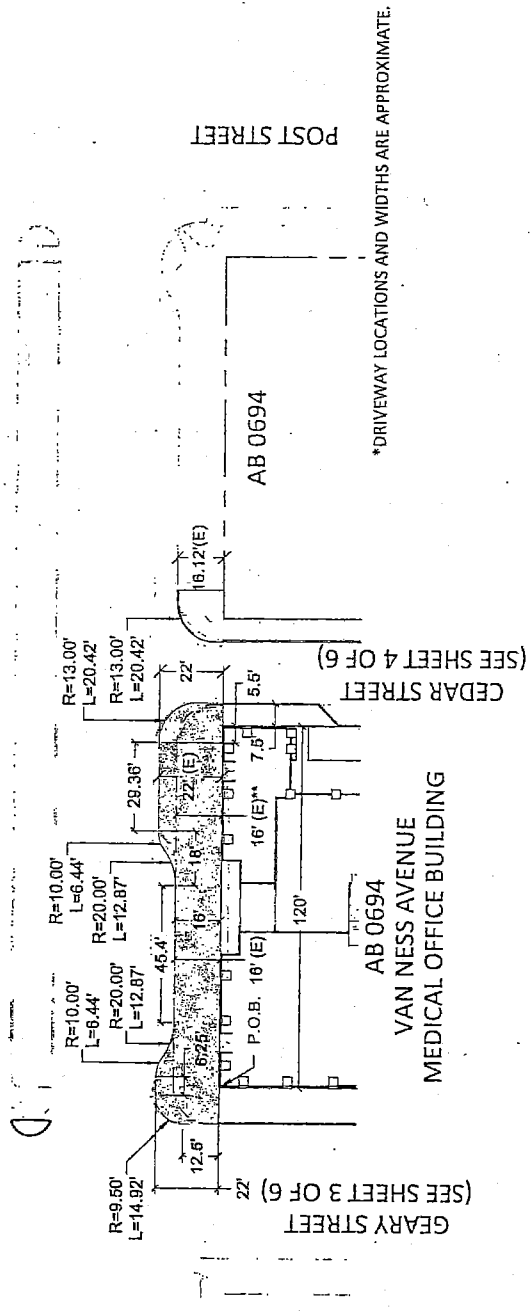 POST STREET
*DRIVEWAY LOCATIONS AND WIDTHS ARE APPROXIMATE.
AB 0694
16.12'(E)
R=13.00'
L=20.42'
R=13.00'
L=20.42'
22'
CEDAR STREET
(SEE SHEET 4 OF 6)
5.5'
7.5'
29.36'
22' (E)
16' (E)**
18'
R=10.00'
L=6.44'
R=20.00'
L=12.87'
45.4'
16'
16' (E)
120'
AB 0694
VAN NESS AVENUE
MEDICAL OFFICE BUILDING
R=10.00'
L=6.44'
R=20.00'
L=12.87'
6.25'
P.O.B.
12.5'
R=9.50'
L=14.92'
22'
GEARY STREET
(SEE SHEET 3 OF 6)